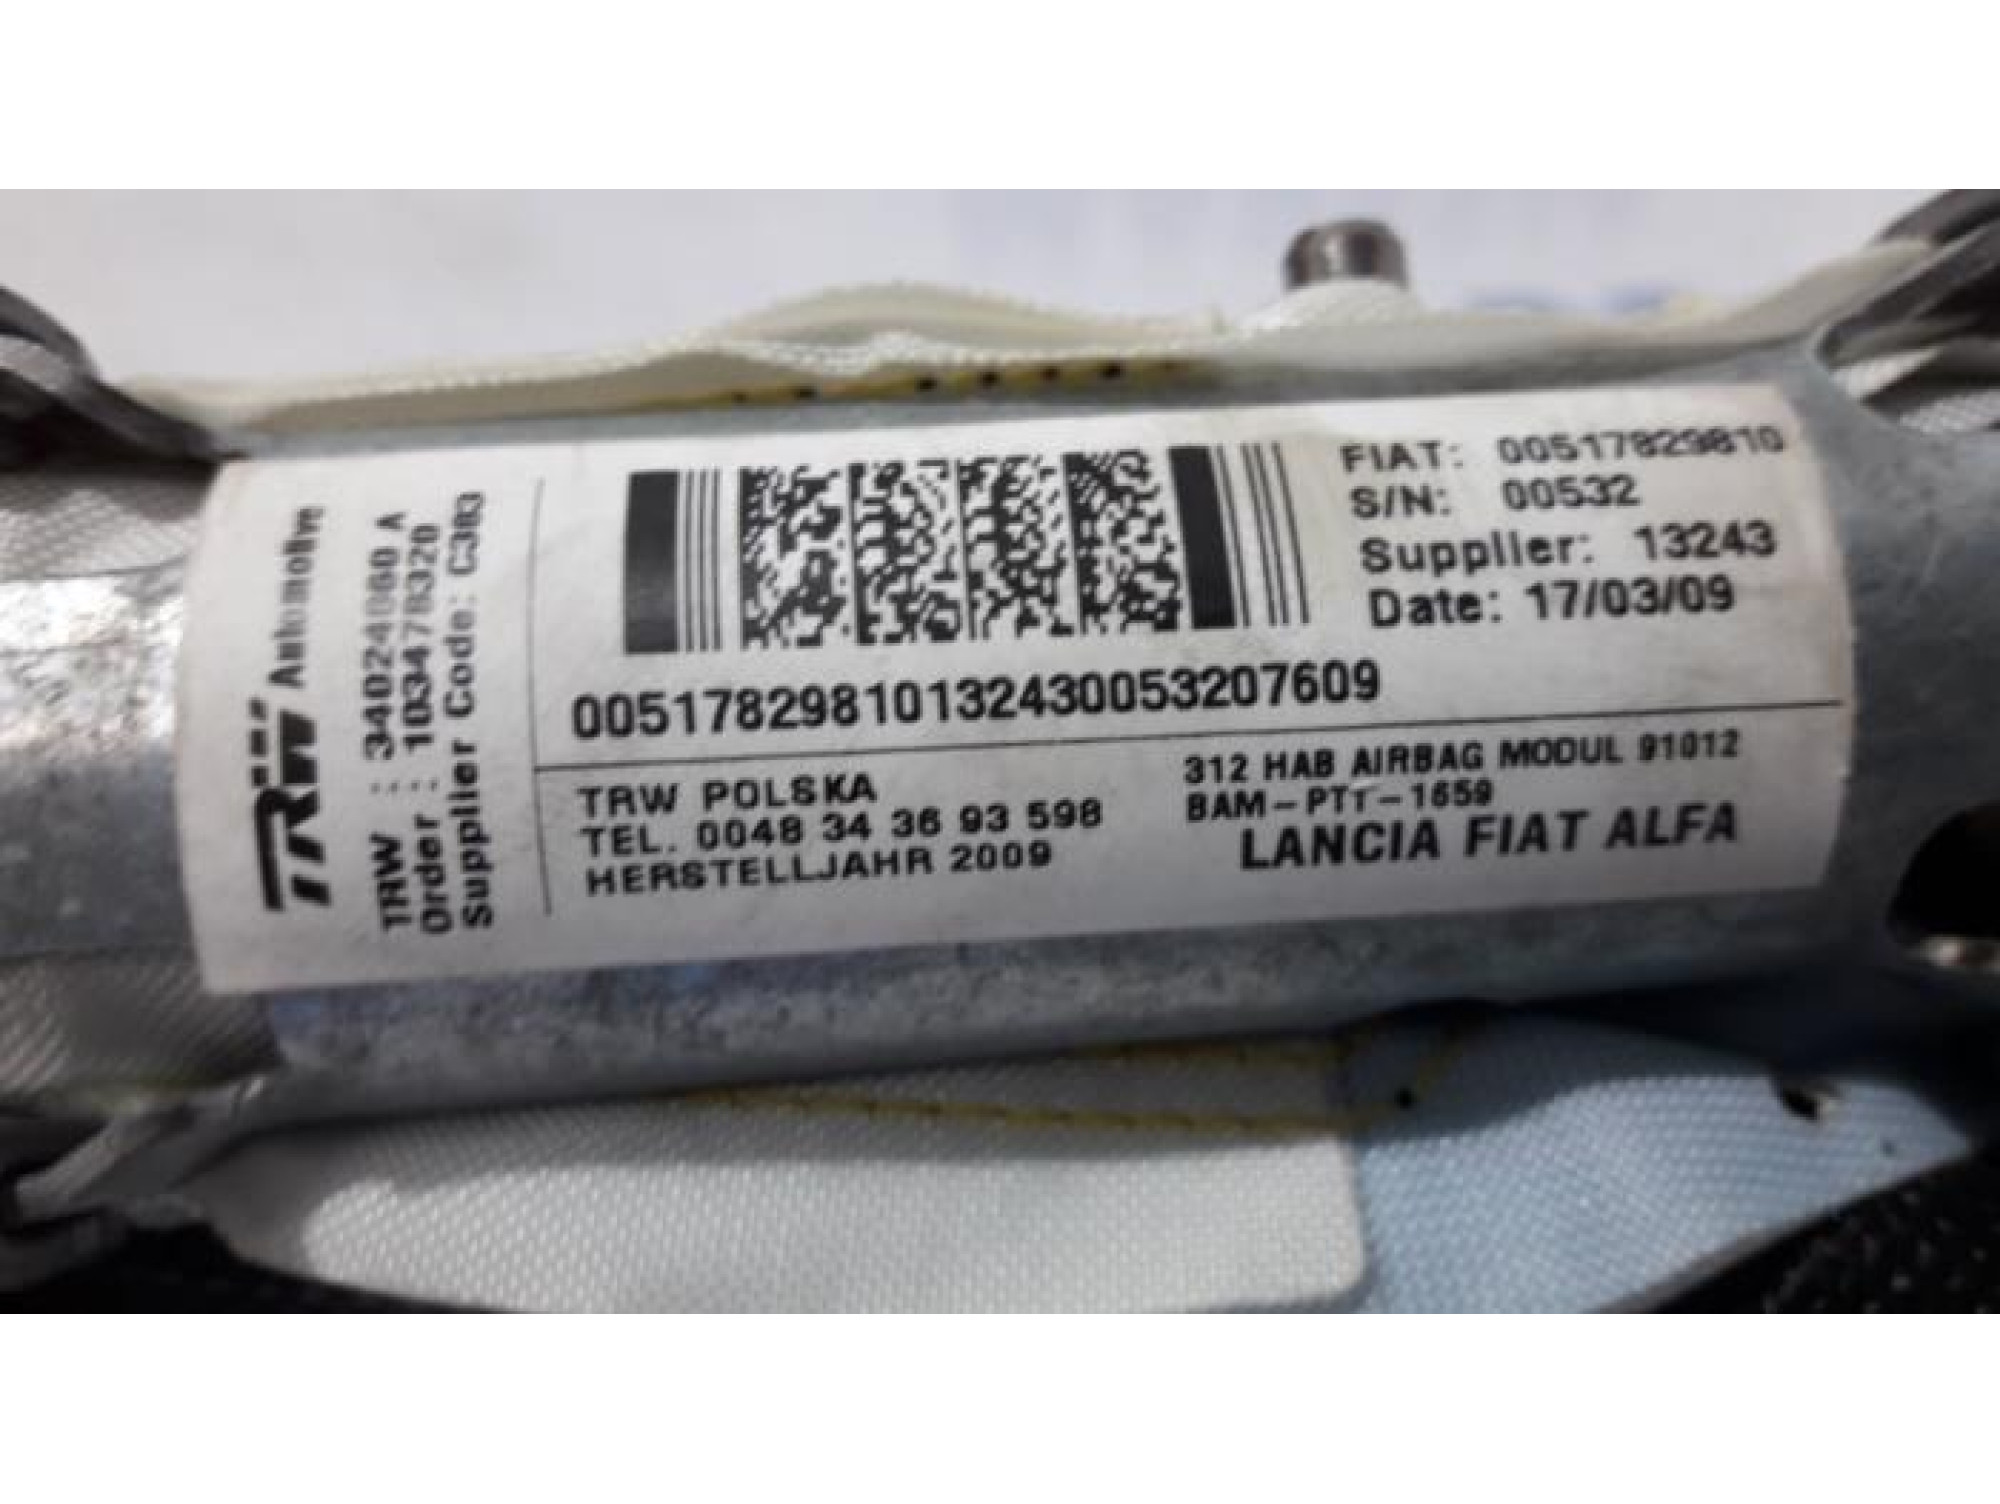 TRW Automotive
TRW : 34024060 A
Order : 103478320
Supplier Code: C383
FIAT: 00517829810
S/N: 00532
Supplier: 13243
Date: 17/03/09
00517829810132430053207609
TRW POLSKA
TEL. 0048 34 36 93 598
HERSTELLJAHR 2009
312 HAB AIRBAG MODUL 91012
BAM-PTT-1659
LANCIA FIAT ALFA